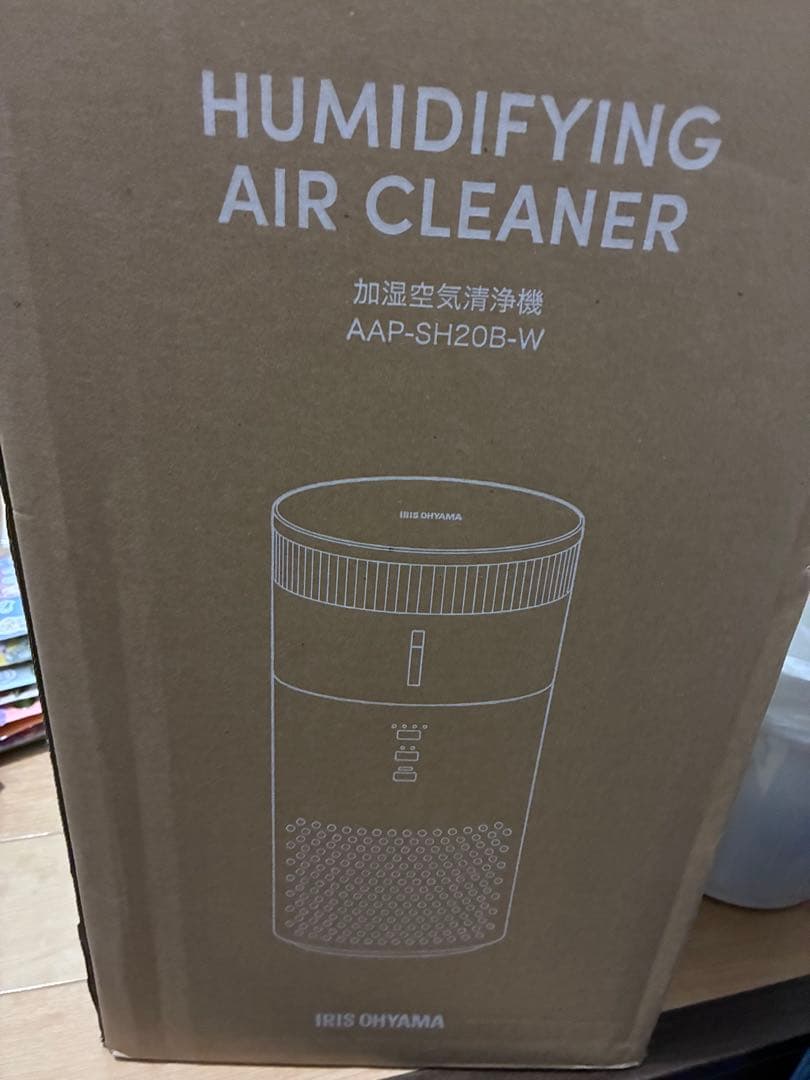 HUMIDIFYING
AIR CLEANER
加湿空気清浄機
AAP-SH20B-W
IRIS OHYAMA
IRIS OHYAMA